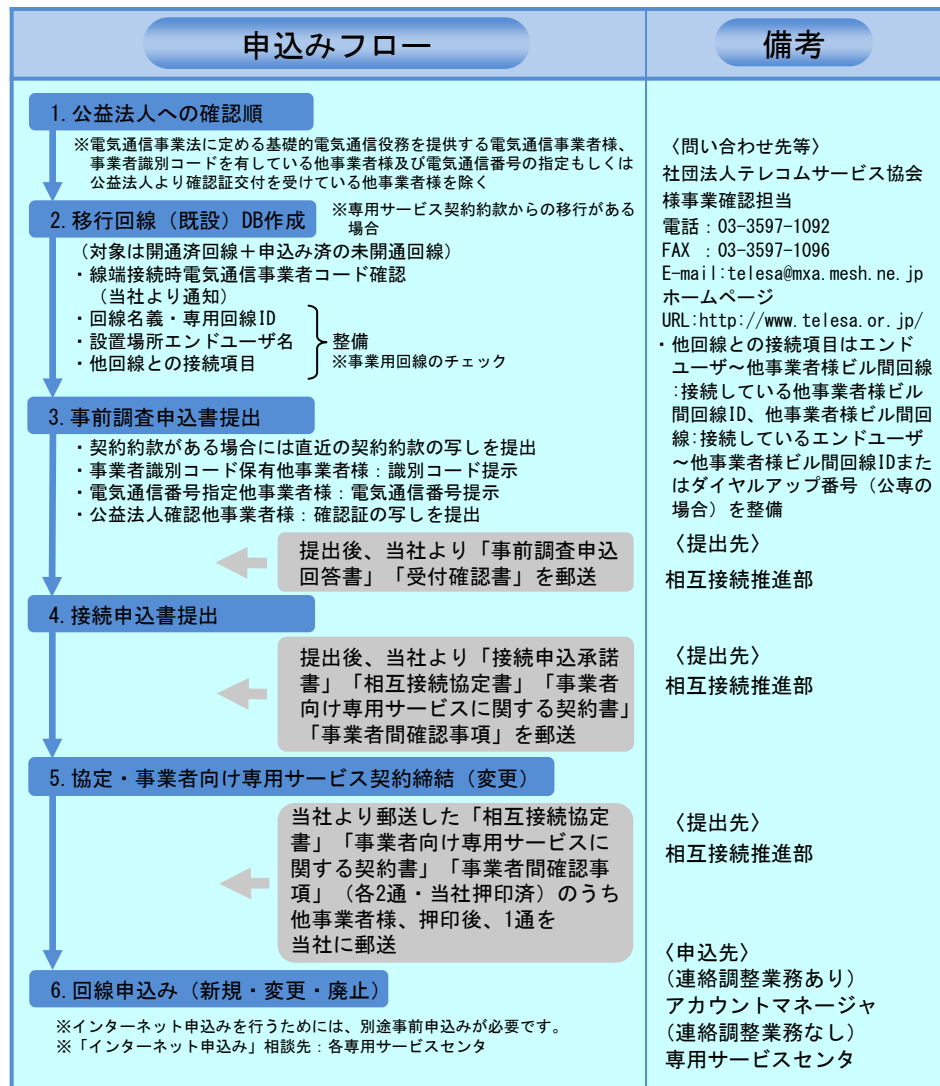 申込みフロー
備考
1. 公益法人への確認順
※電気通信事業法に定める基礎的電気通信役務を提供する電気通信事業者様、
事業者識別コードを有している他事業者様及び電気通信番号の指定もしくは
公益法人より確認証交付を受けている他事業者様を除く
2. 移行回線（既設）DB作成
※専用サービス契約約款からの移行がある
場合
（対象は開通済回線＋申込み済の未開通回線）
・線端接続時電気通信事業者コード確認
（当社より通知）
・回線名義・専用回線ID
・設置場所エンドユーザ名
・他回線との接続項目
整備
※事業用回線のチェック
3. 事前調査申込書提出
・契約約款がある場合には直近の契約約款の写しを提出
・事業者識別コード保有他事業者様：識別コード提示
・電気通信番号指定他事業者様：電気通信番号提示
・公益法人確認他事業者様：確認証の写しを提出
提出後、当社より「事前調査申込
回答書」「受付確認書」を郵送
4. 接続申込書提出
提出後、当社より「接続申込承諾
書」「相互接続協定書」「事業者
向け専用サービスに関する契約書」
「事業者間確認事項」を郵送
5. 協定・事業者向け専用サービス契約締結（変更）
当社より郵送した「相互接続協定
書」「事業者向け専用サービスに
関する契約書」「事業者間確認事
項」（各2通・当社押印済）のうち
他事業者様、押印後、1通を
当社に郵送
6. 回線申込み（新規・変更・廃止）
※インターネット申込みを行うためには、別途事前申込みが必要です。
※「インターネット申込み」相談先：各専用サービスセンタ
〈問い合わせ先等〉
社団法人テレコムサービス協会
様事業確認担当
電話：03-3597-1092
FAX ：03-3597-1096
E-mail:telesa@mxa.mesh.ne.jp
ホームページ
URL:http://www.telesa.or.jp/
・他回線との接続項目はエンド
ユーザ～他事業者様ビル間回線
:接続している他事業者様ビル
間回線ID、他事業者様ビル間回
線:接続しているエンドユーザ
～他事業者様ビル間回線IDまた
はダイヤルアップ番号（公専の
場合）を整備
〈提出先〉
相互接続推進部
〈提出先〉
相互接続推進部
〈提出先〉
相互接続推進部
〈申込先〉
(連絡調整業務あり)
アカウントマネージャ
(連絡調整業務なし)
専用サービスセンタ